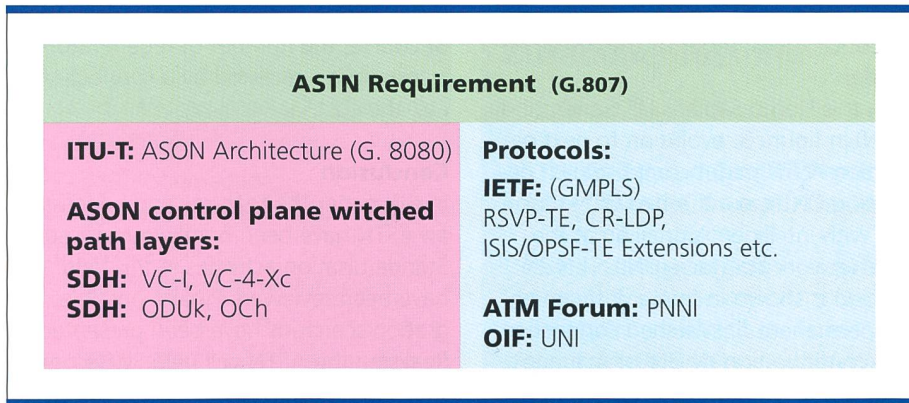 ASTN Requirement (G.807)
ITU-T: ASON Architecture (G. 8080)
ASON control plane witched
path layers:
SDH: VC-I, VC-4-Xc
SDH: ODUk, OCh
Protocols:
IETF: (GMPLS)
RSVP-TE, CR-LDP,
ISIS/OPSF-TE Extensions etc.
ATM Forum: PNNI
OIF: UNI